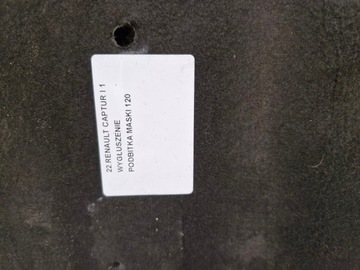 22 RENAULT CAPTUR I 1
WYGŁUSZENIE
PODBITKA MASKI 120